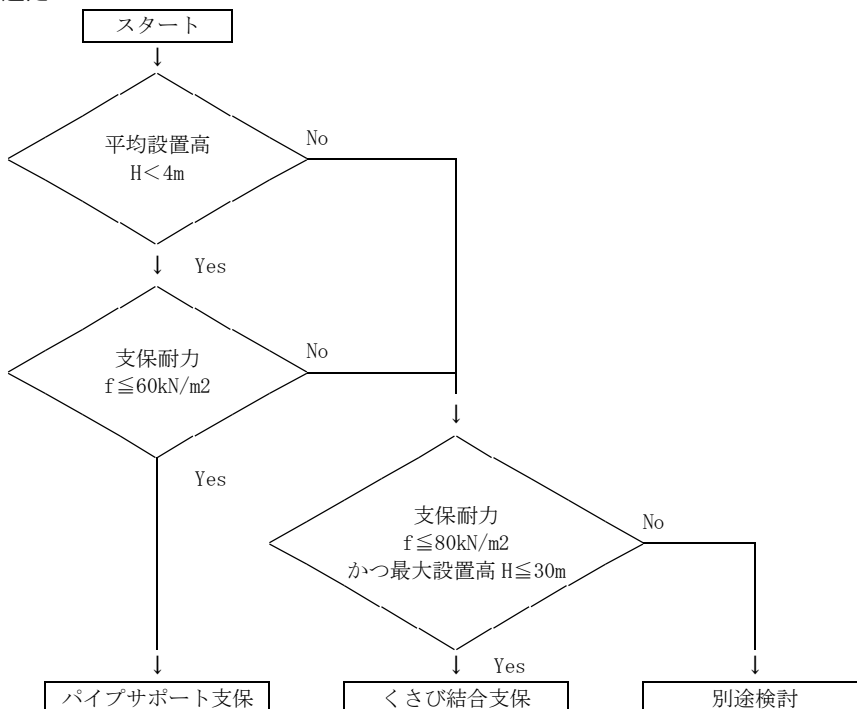 スタート
↓
平均設置高
H＜4m
No
↓ Yes
支保耐力
f≦60kN/m2
No
↓
Yes
支保耐力
f≦80kN/m2
かつ最大設置高 H≦30m
No
↓ ↓ Yes ↓
パイプサポート支保 くさび結合支保 別途検討